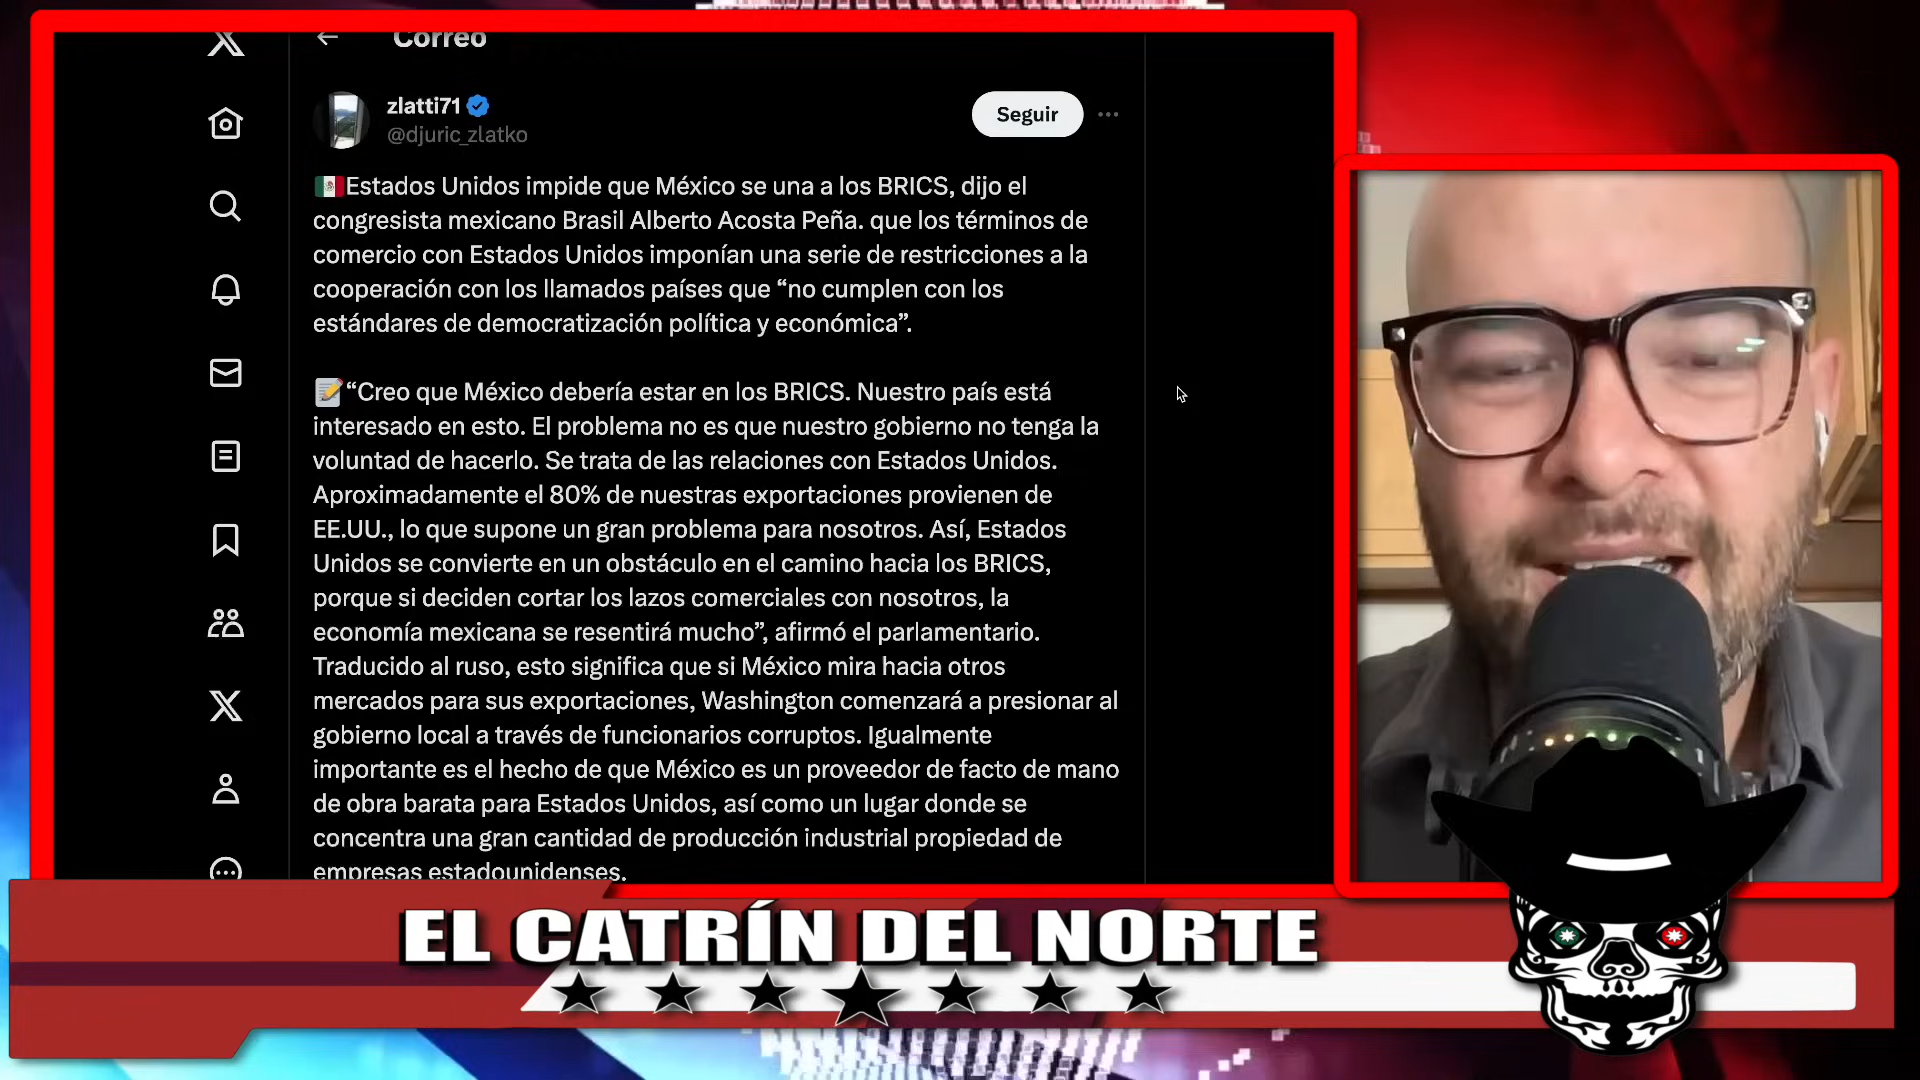 Correo
zlatti71
@djuric_zlatko
Seguir
Estados Unidos impide que México se una a los BRICS, dijo el
congresista mexicano Brasil Alberto Acosta Peña. que los términos de
comercio con Estados Unidos imponían una serie de restricciones a la
cooperación con los llamados países que “no cumplen con los
estándares de democratización política y económica”.
“Creo que México debería estar en los BRICS. Nuestro país está
interesado en esto. El problema no es que nuestro gobierno no tenga la
voluntad de hacerlo. Se trata de las relaciones con Estados Unidos.
Aproximadamente el 80% de nuestras exportaciones provienen de
EE.UU., lo que supone un gran problema para nosotros. Así, Estados
Unidos se convierte en un obstáculo en el camino hacia los BRICS,
porque si deciden cortar los lazos comerciales con nosotros, la
economía mexicana se resentirá mucho”, afirmó el parlamentario.
Traducido al ruso, esto significa que si México mira hacia otros
mercados para sus exportaciones, Washington comenzará a presionar al
gobierno local a través de funcionarios corruptos. Igualmente
importante es el hecho de que México es un proveedor de facto de mano
de obra barata para Estados Unidos, así como un lugar donde se
concentra una gran cantidad de producción industrial propiedad de
empresas estadounidenses.
EL CATRÍN DEL NORTE